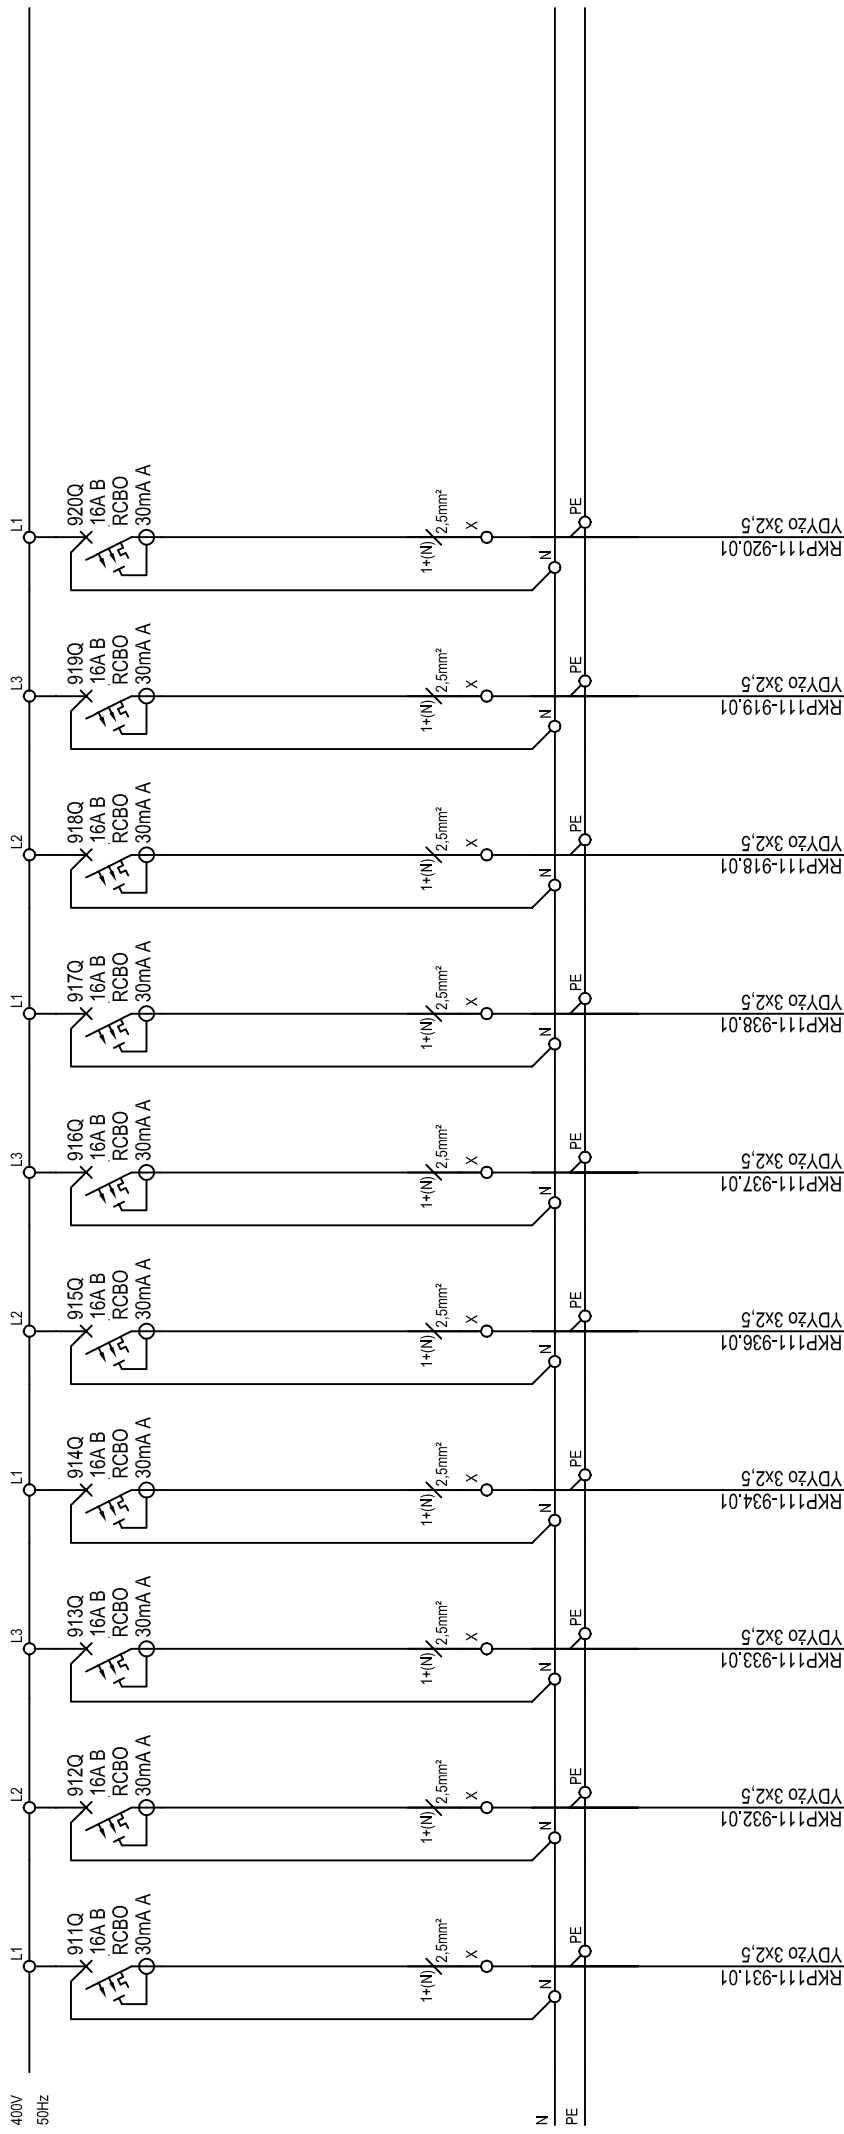 400V
50Hz
L1
911Q
16A B
RCBO
30mA A
1+(N)
2,5mm²
X
N
PE
RKP111-931.01
YDYżo 3x2,5
L2
912Q
16A B
RCBO
30mA A
1+(N)
2,5mm²
X
N
PE
RKP111-932.01
YDYżo 3x2,5
L3
913Q
16A B
RCBO
30mA A
1+(N)
2,5mm²
X
N
PE
RKP111-933.01
YDYżo 3x2,5
L1
914Q
16A B
RCBO
30mA A
1+(N)
2,5mm²
X
N
PE
RKP111-934.01
YDYżo 3x2,5
L2
915Q
16A B
RCBO
30mA A
1+(N)
2,5mm²
X
N
PE
RKP111-936.01
YDYżo 3x2,5
L3
916Q
16A B
RCBO
30mA A
1+(N)
2,5mm²
X
N
PE
RKP111-937.01
YDYżo 3x2,5
L1
917Q
16A B
RCBO
30mA A
1+(N)
2,5mm²
X
N
PE
RKP111-938.01
YDYżo 3x2,5
L2
918Q
16A B
RCBO
30mA A
1+(N)
2,5mm²
X
N
PE
RKP111-918.01
YDYżo 3x2,5
L3
919Q
16A B
RCBO
30mA A
1+(N)
2,5mm²
X
N
PE
RKP111-919.01
YDYżo 3x2,5
L1
920Q
16A B
RCBO
30mA A
1+(N)
2,5mm²
X
N
PE
RKP111-920.01
YDYżo 3x2,5
N
PE